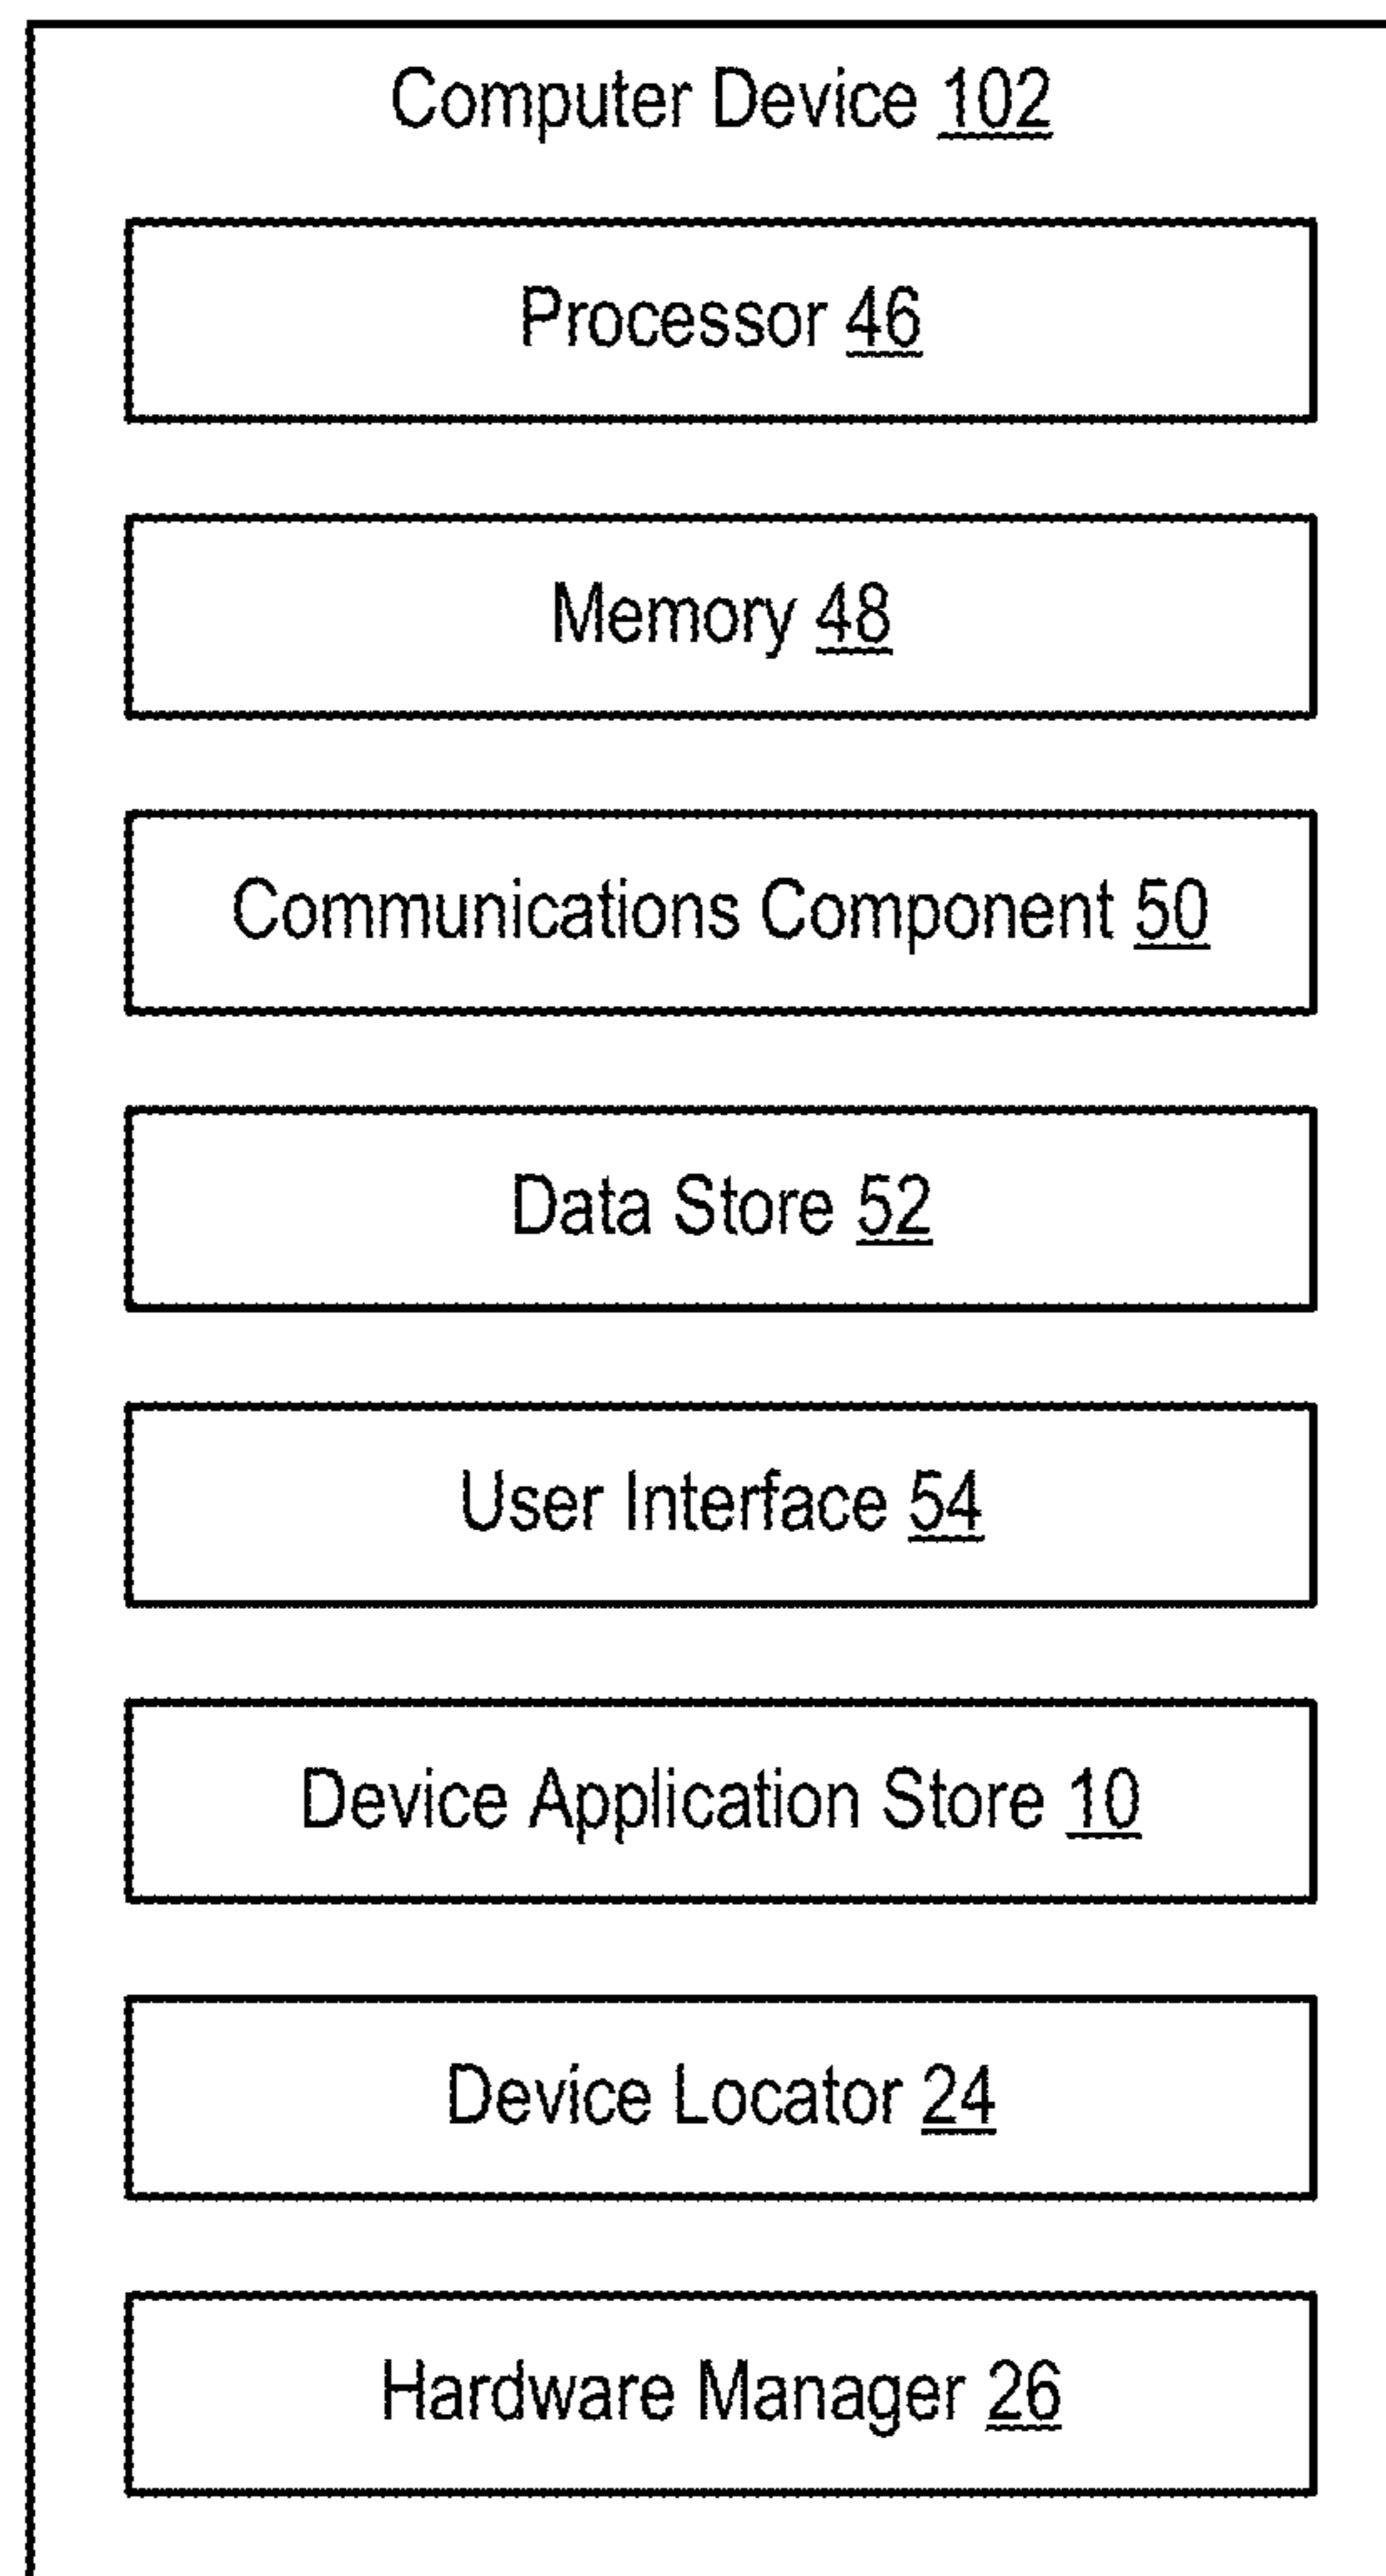 Computer Device 102
Processor 46
Memory 48
Communications Component 50
Data Store 52
User Interface 54
Device Application Store 10
Device Locator 24
Hardware Manager 26